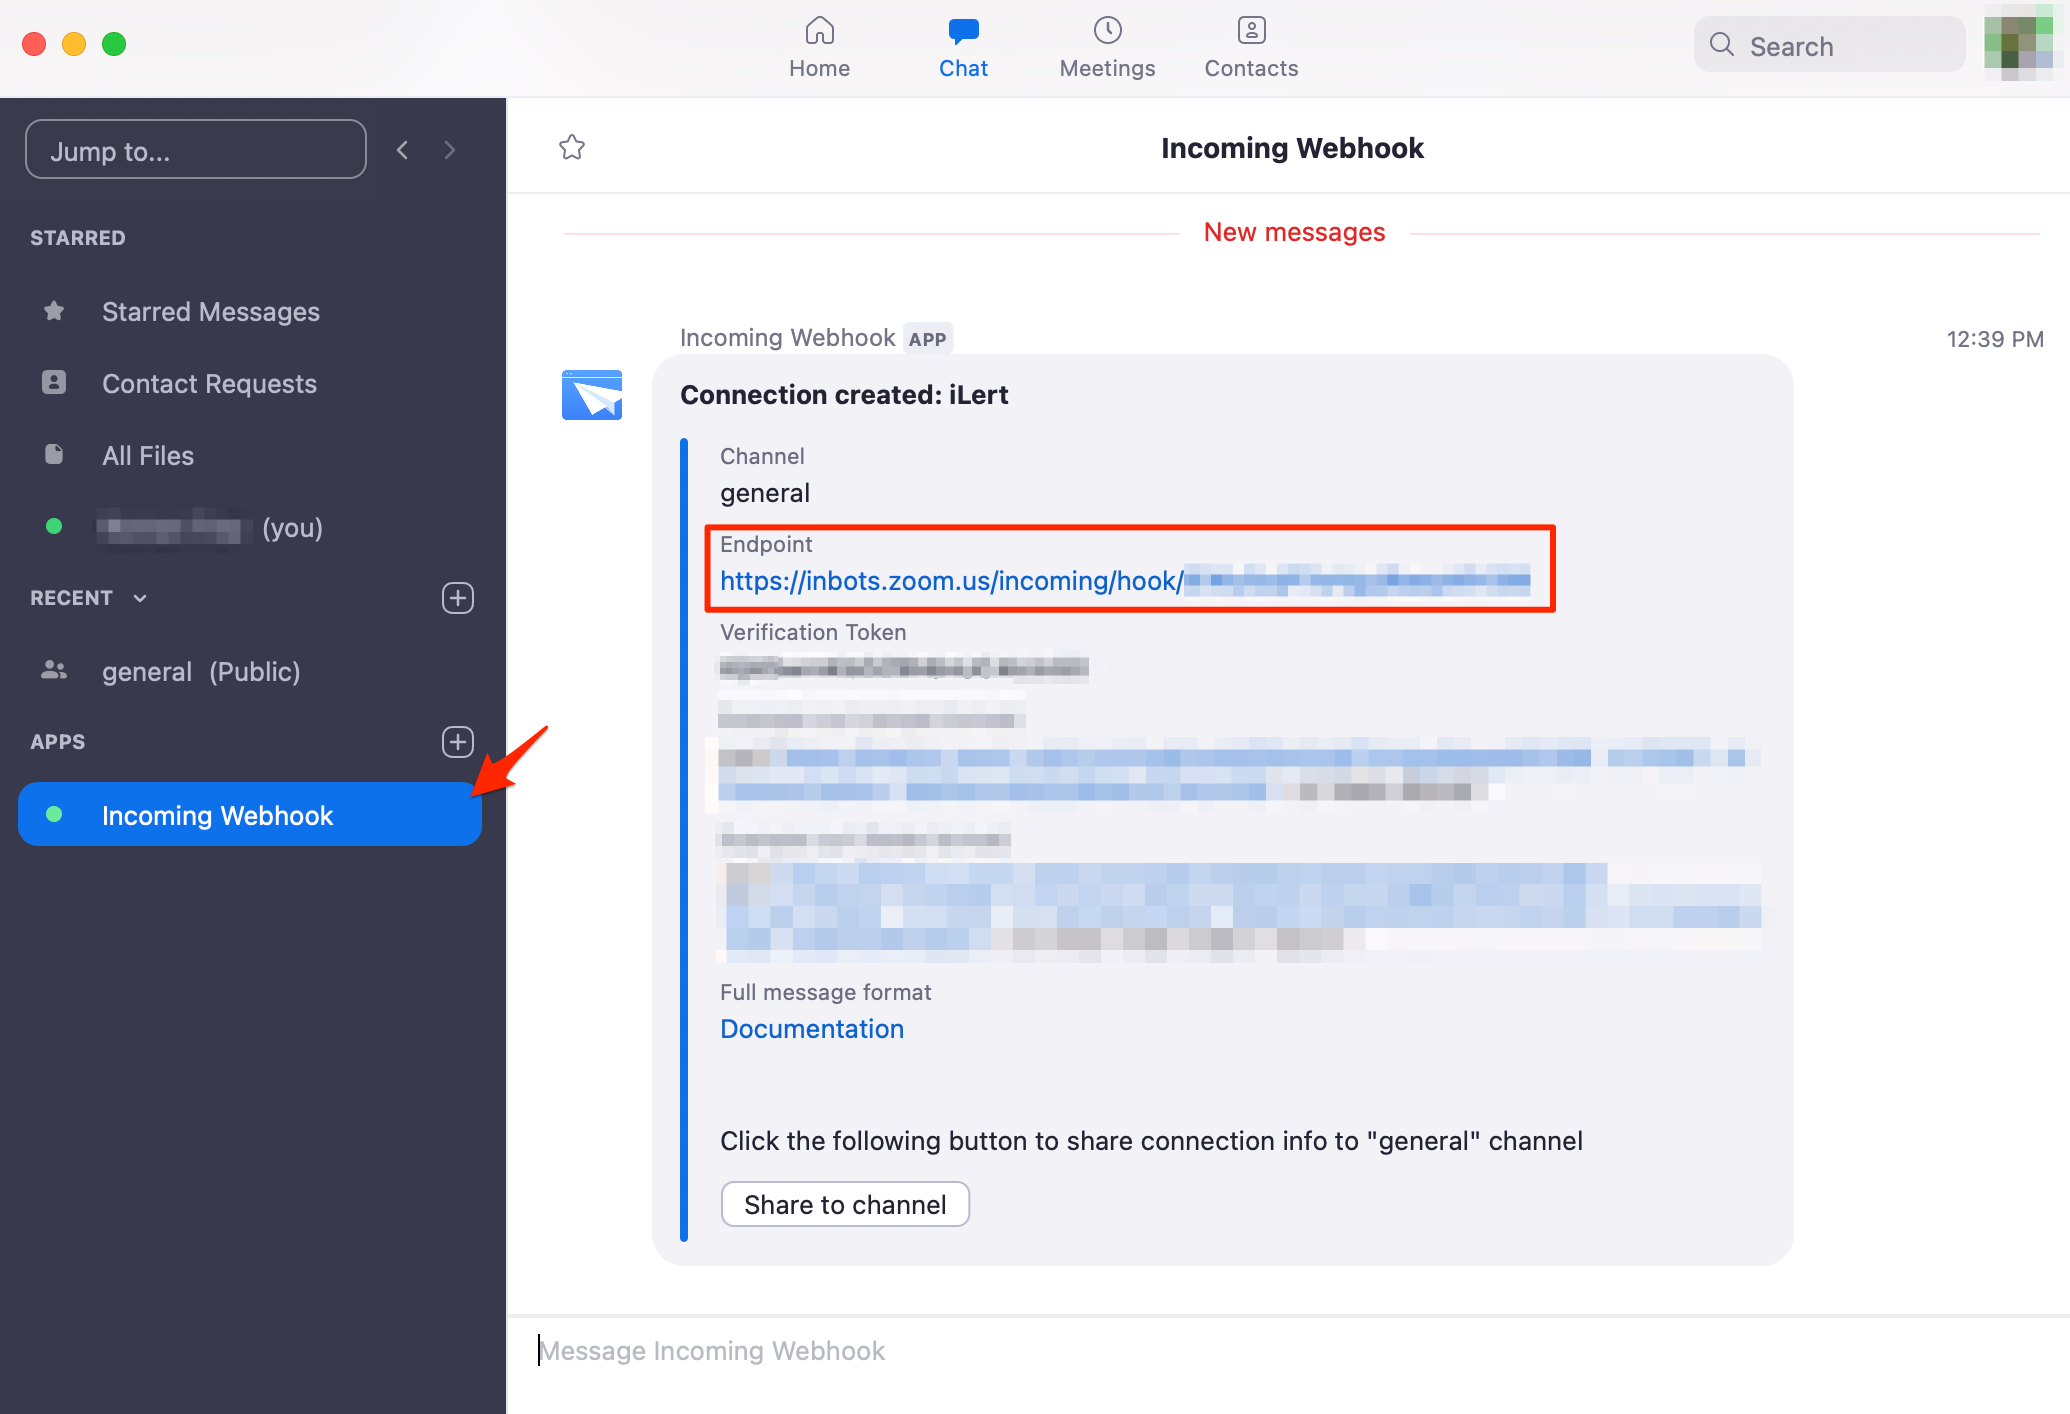 Home
Chat
Meetings
Contacts
Search
Jump to...
STARRED
Starred Messages
Contact Requests
All Files
(you)
RECENT
general (Public)
APPS
Incoming Webhook
Incoming Webhook
New messages
Incoming Webhook APP
12:39 PM
Connection created: iLert
Channel
general
Endpoint
https://inbots.zoom.us/incoming/hook/
Verification Token
Full message format
Documentation
Click the following button to share connection info to "general" channel
Share to channel
Message Incoming Webhook